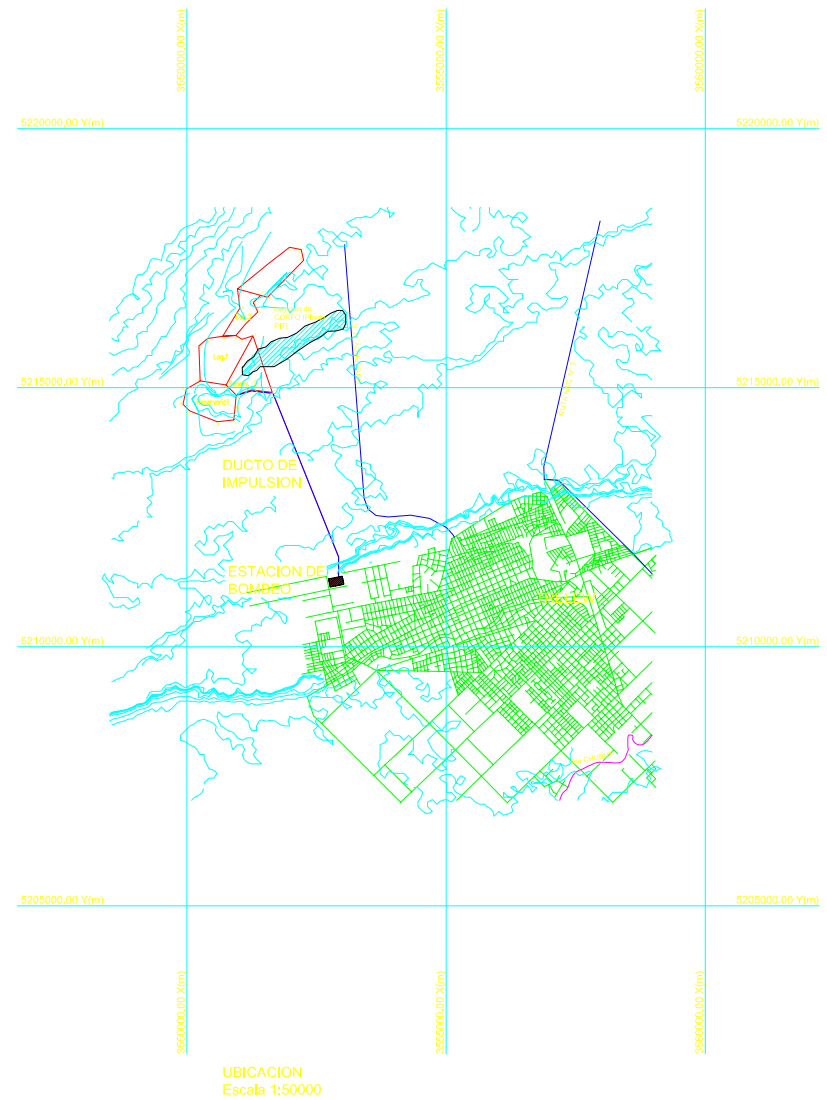 3550000.00 X(m)
3555000.00 X(m)
3560000.00 X(m)
5220000.00 Y(m)
5220000.00 Y(m)
5215000.00 Y(m)
5215000.00 Y(m)
DUCTO DE
IMPULSION
ESTACION DE
BOMBEO
5210000.00 Y(m)
5210000.00 Y(m)
5205000.00 Y(m)
5205000.00 Y(m)
3550000.00 X(m)
3555000.00 X(m)
3560000.00 X(m)
UBICACION
Escala 1:50000